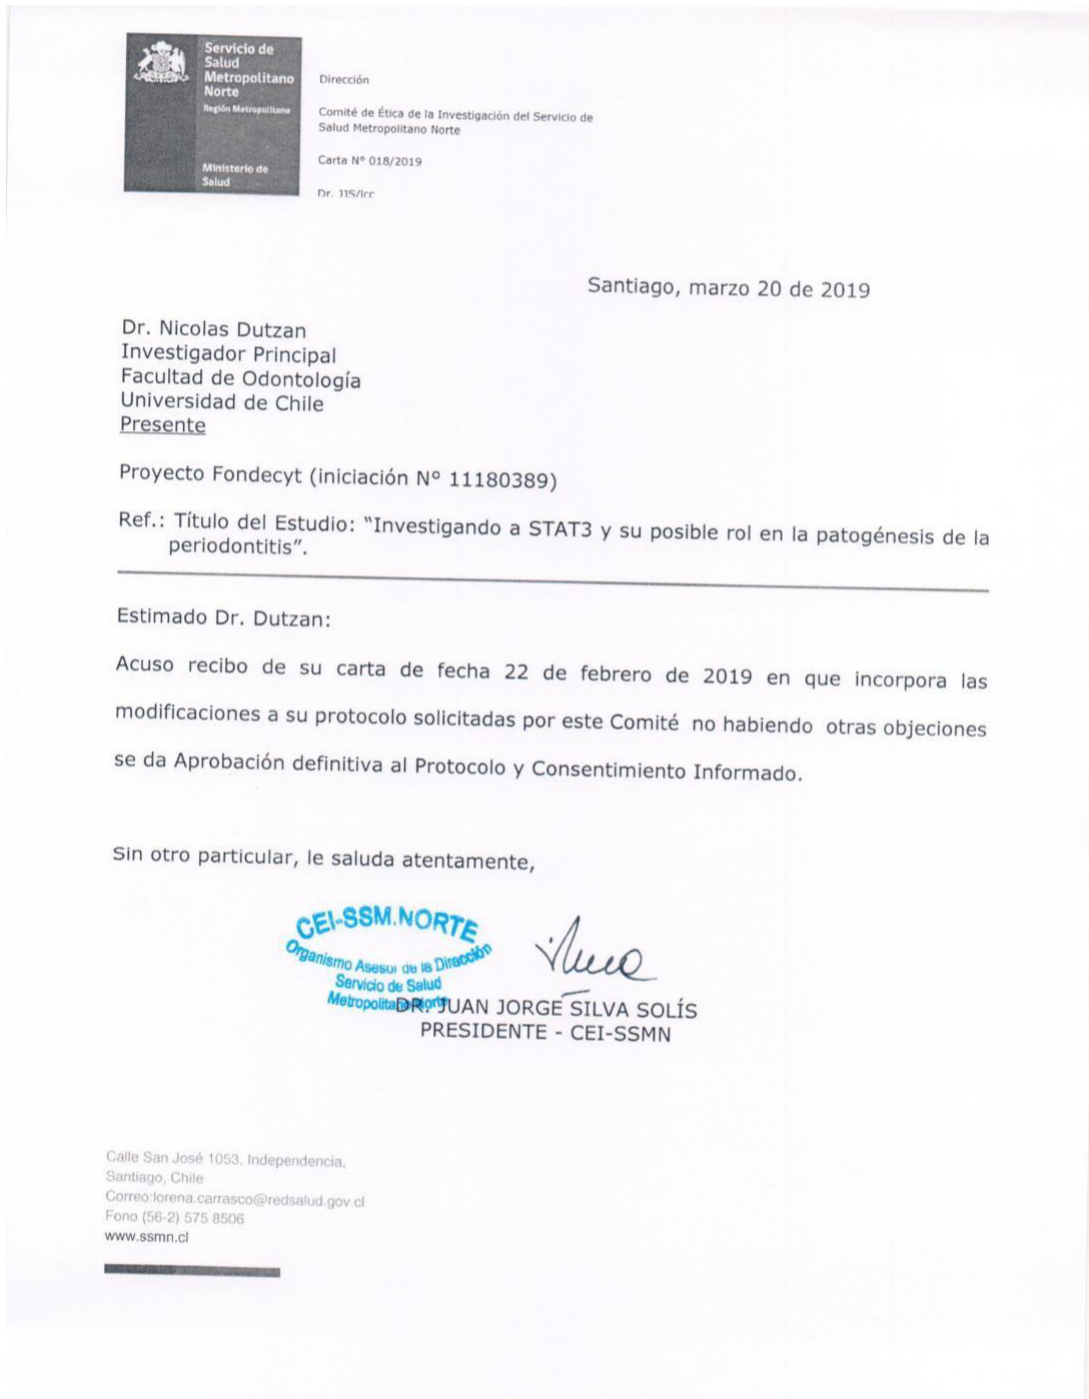 Servicio de
Salud
Metropolitano
Norte
Región Metropolitana
Ministerio de
Salud
Dirección
Comité de Ética de la Investigación del Servicio de
Salud Metropolitano Norte
Carta Nº 018/2019
Dr.
Santiago, marzo 20 de 2019
Dr. Nicolas Dutzan
Investigador Principal
Facultad de Odontología
Universidad de Chile
Presente
Proyecto Fondecyt (iniciación Nº 11180389)
Ref.: Título del Estudio: “Investigando a STAT3 y su posible rol en la patogénesis de la
periodontitis”.
Estimado Dr. Dutzan:
Acuso recibo de su carta de fecha 22 de febrero de 2019 en que incorpora las
modificaciones a su protocolo solicitadas por este Comité no habiendo otras objeciones
se da Aprobación definitiva al Protocolo y Consentimiento Informado.
Sin otro particular, le saluda atentamente,
CEI-SSM.NORTE
Organismo Asesor de la Dirección
Servicio de Salud
Metropolitano Norte
DR. JUAN JORGE SILVA SOLÍS
PRESIDENTE - CEI-SSMN
Calle San José 1053, Independencia,
Santiago, Chile
Correo:lorena.carrasco@redsalud.gov.cl
Fono (56-2) 575 8506
www.ssmn.cl